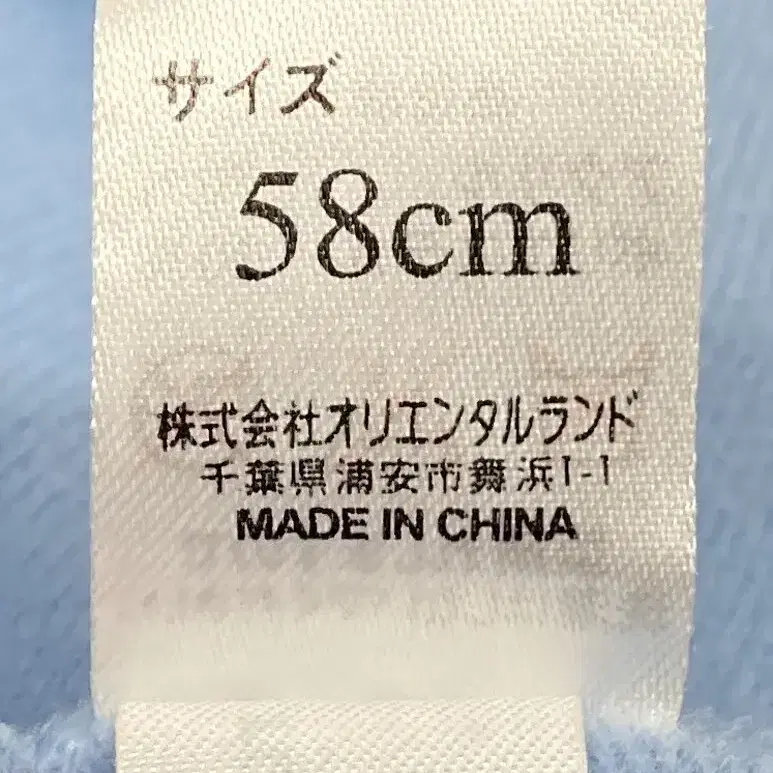 サイズ
58cm
株式会社オリエンタルランド
千葉県浦安市舞浜1-1
MADE IN CHINA